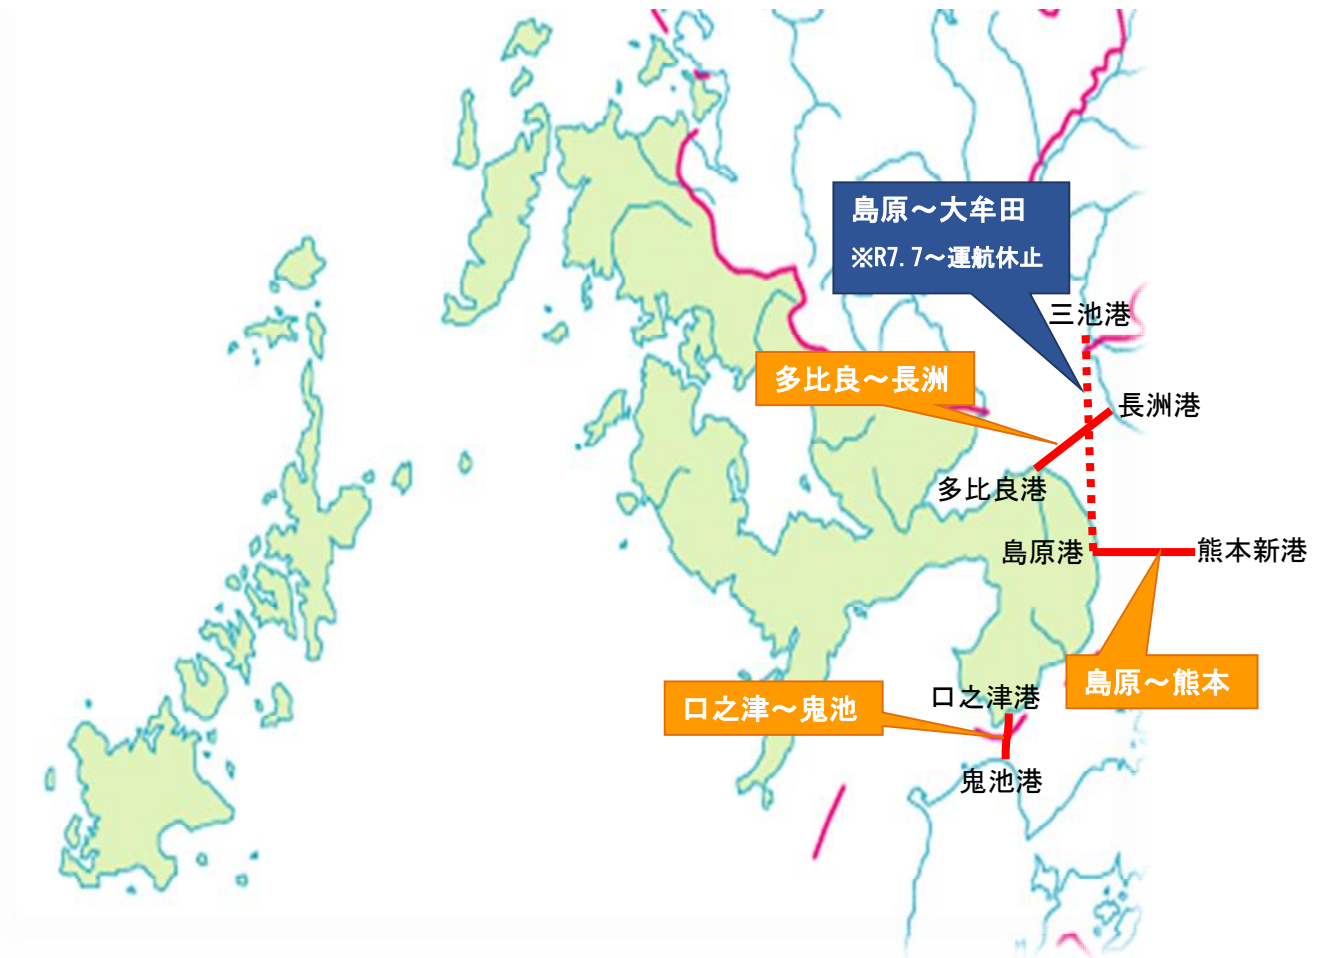 島原～大牟田
※R7.7～運航休止
三池港
多比良～長洲
長洲港
多比良港
島原港
熊本新港
島原～熊本
口之津港
口之津～鬼池
鬼池港